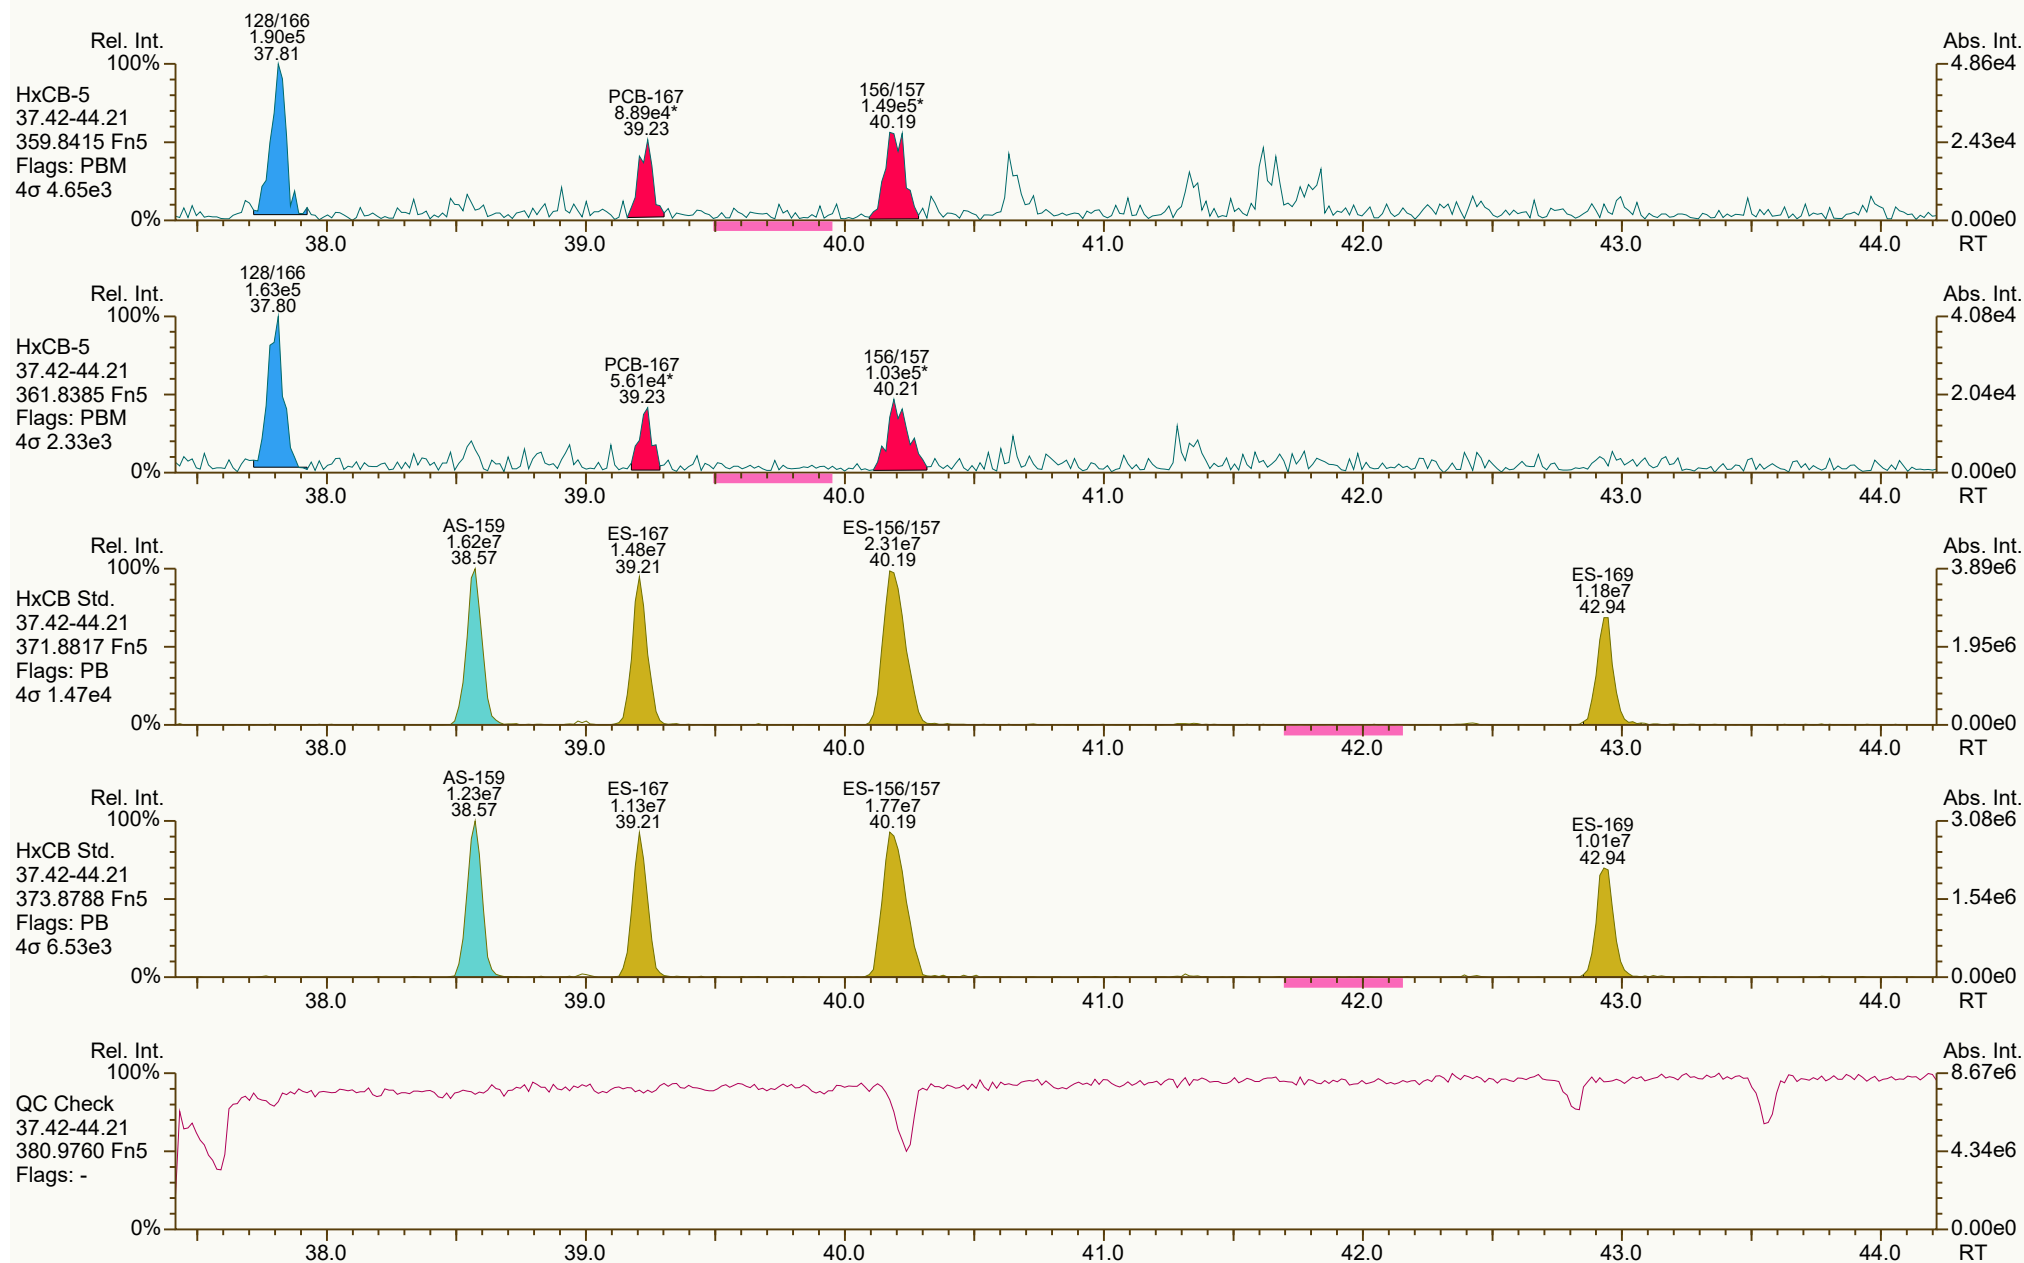 128/166
1.90e5
37.81
Rel. Int.
Abs. Int.
100%
4.86e4
HxCB-5
37.42-44.21
359.8415 Fn5
Flags: PBM
4σ 4.65e3
PCB-167
8.89e4*
39.23
156/157
1.49e5*
40.19
2.43e4
0%
0.00e0
38.0 39.0 40.0 41.0 42.0 43.0 44.0 RT
128/166
1.63e5
37.80
Rel. Int.
Abs. Int.
100%
4.08e4
HxCB-5
37.42-44.21
361.8385 Fn5
Flags: PBM
4σ 2.33e3
PCB-167
5.61e4*
39.23
156/157
1.03e5*
40.21
2.04e4
0%
0.00e0
38.0 39.0 40.0 41.0 42.0 43.0 44.0 RT
AS-159
1.62e7
38.57
ES-167
1.48e7
39.21
ES-156/157
2.31e7
40.19
Rel. Int.
Abs. Int.
100%
3.89e6
HxCB Std.
37.42-44.21
371.8817 Fn5
Flags: PB
4σ 1.47e4
ES-169
1.18e7
42.94
1.95e6
0%
0.00e0
38.0 39.0 40.0 41.0 42.0 43.0 44.0 RT
AS-159
1.23e7
38.57
ES-167
1.13e7
39.21
ES-156/157
1.77e7
40.19
Rel. Int.
Abs. Int.
100%
3.08e6
HxCB Std.
37.42-44.21
373.8788 Fn5
Flags: PB
4σ 6.53e3
ES-169
1.01e7
42.94
1.54e6
0%
0.00e0
38.0 39.0 40.0 41.0 42.0 43.0 44.0 RT
Rel. Int.
Abs. Int.
100%
8.67e6
QC Check
37.42-44.21
380.9760 Fn5
Flags: -
4.34e6
0%
0.00e0
38.0 39.0 40.0 41.0 42.0 43.0 44.0 RT